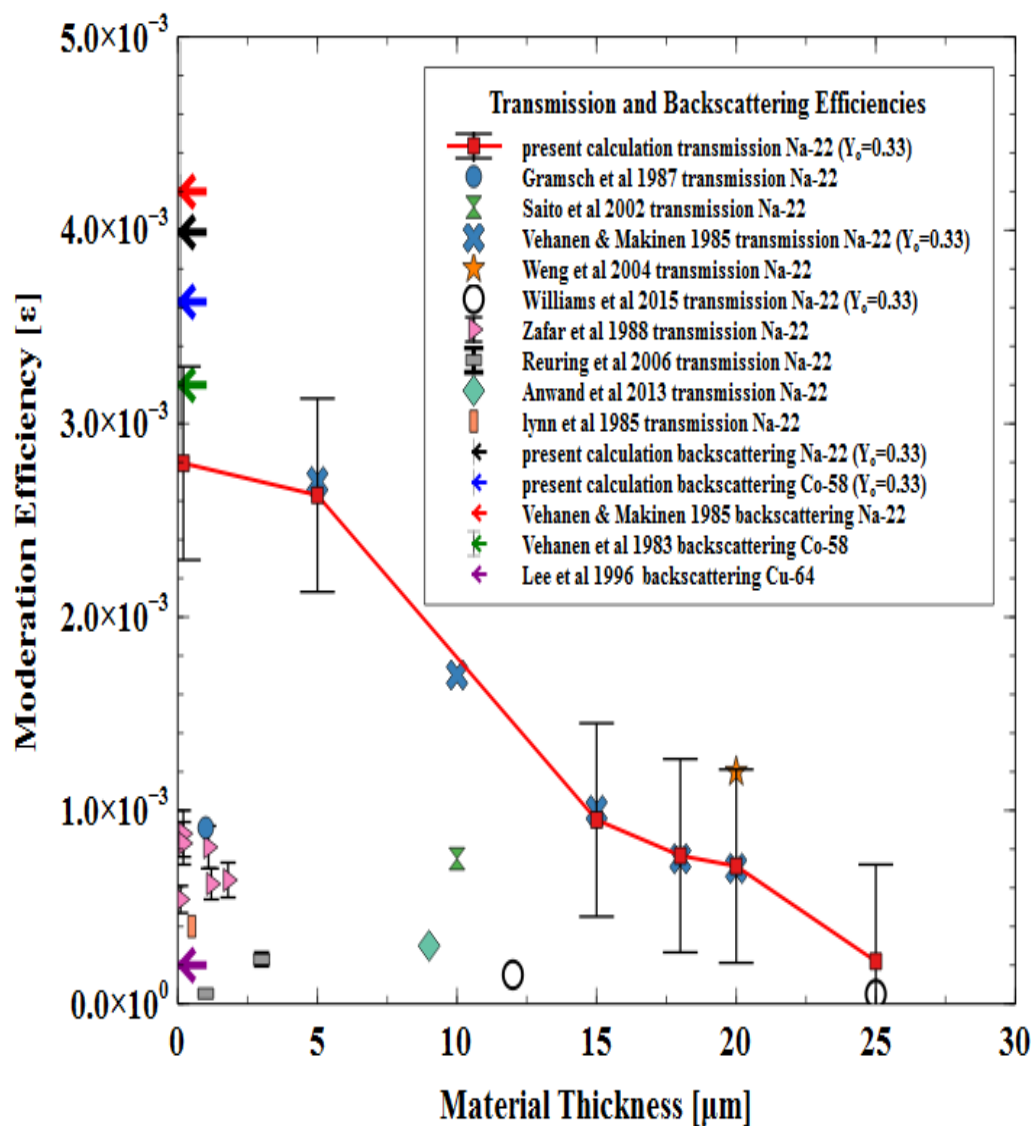 5.0×10⁻³
4.0×10⁻³
3.0×10⁻³
2.0×10⁻³
1.0×10⁻³
0.0×10⁰
Moderation Efficiency [ε]
Transmission and Backscattering Efficiencies
present calculation transmission Na-22 (Yₒ=0.33)
Gramsch et al 1987 transmission Na-22
Saito et al 2002 transmission Na-22
Vehanen & Makinen 1985 transmission Na-22 (Yₒ=0.33)
Weng et al 2004 transmission Na-22
Williams et al 2015 transmission Na-22 (Yₒ=0.33)
Zafar et al 1988 transmission Na-22
Reuring et al 2006 transmission Na-22
Anwand et al 2013 transmission Na-22
lynn et al 1985 transmission Na-22
present calculation backscattering Na-22 (Yₒ=0.33)
present calculation backscattering Co-58 (Yₒ=0.33)
Vehanen & Makinen 1985 backscattering Na-22
Vehanen et al 1983 backscattering Co-58
Lee et al 1996 backscattering Cu-64
0 5 10 15 20 25 30
Material Thickness [μm]